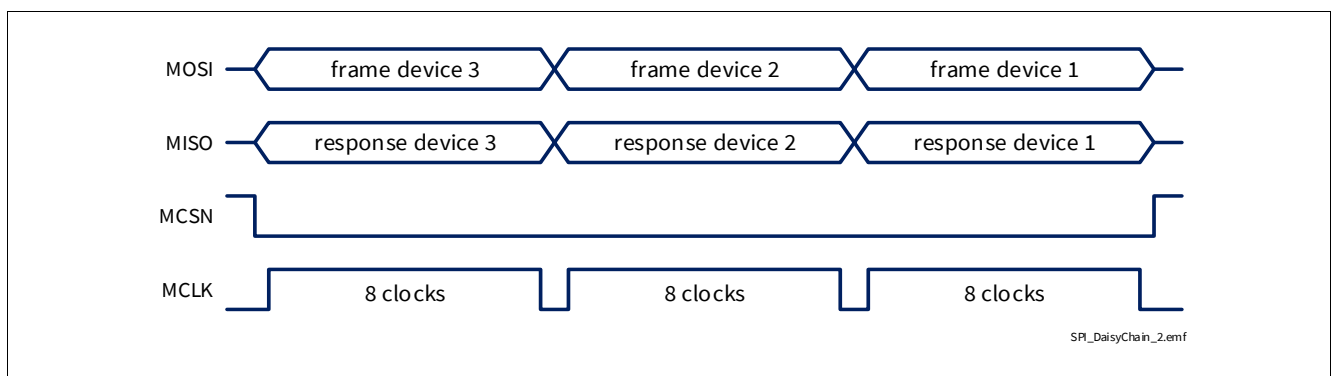 MOSI frame device 3 frame device 2 frame device 1
MISO response device 3 response device 2 response device 1
MCSN
MCLK 8 clocks 8 clocks 8 clocks
SPI_DaisyChain_2.emf